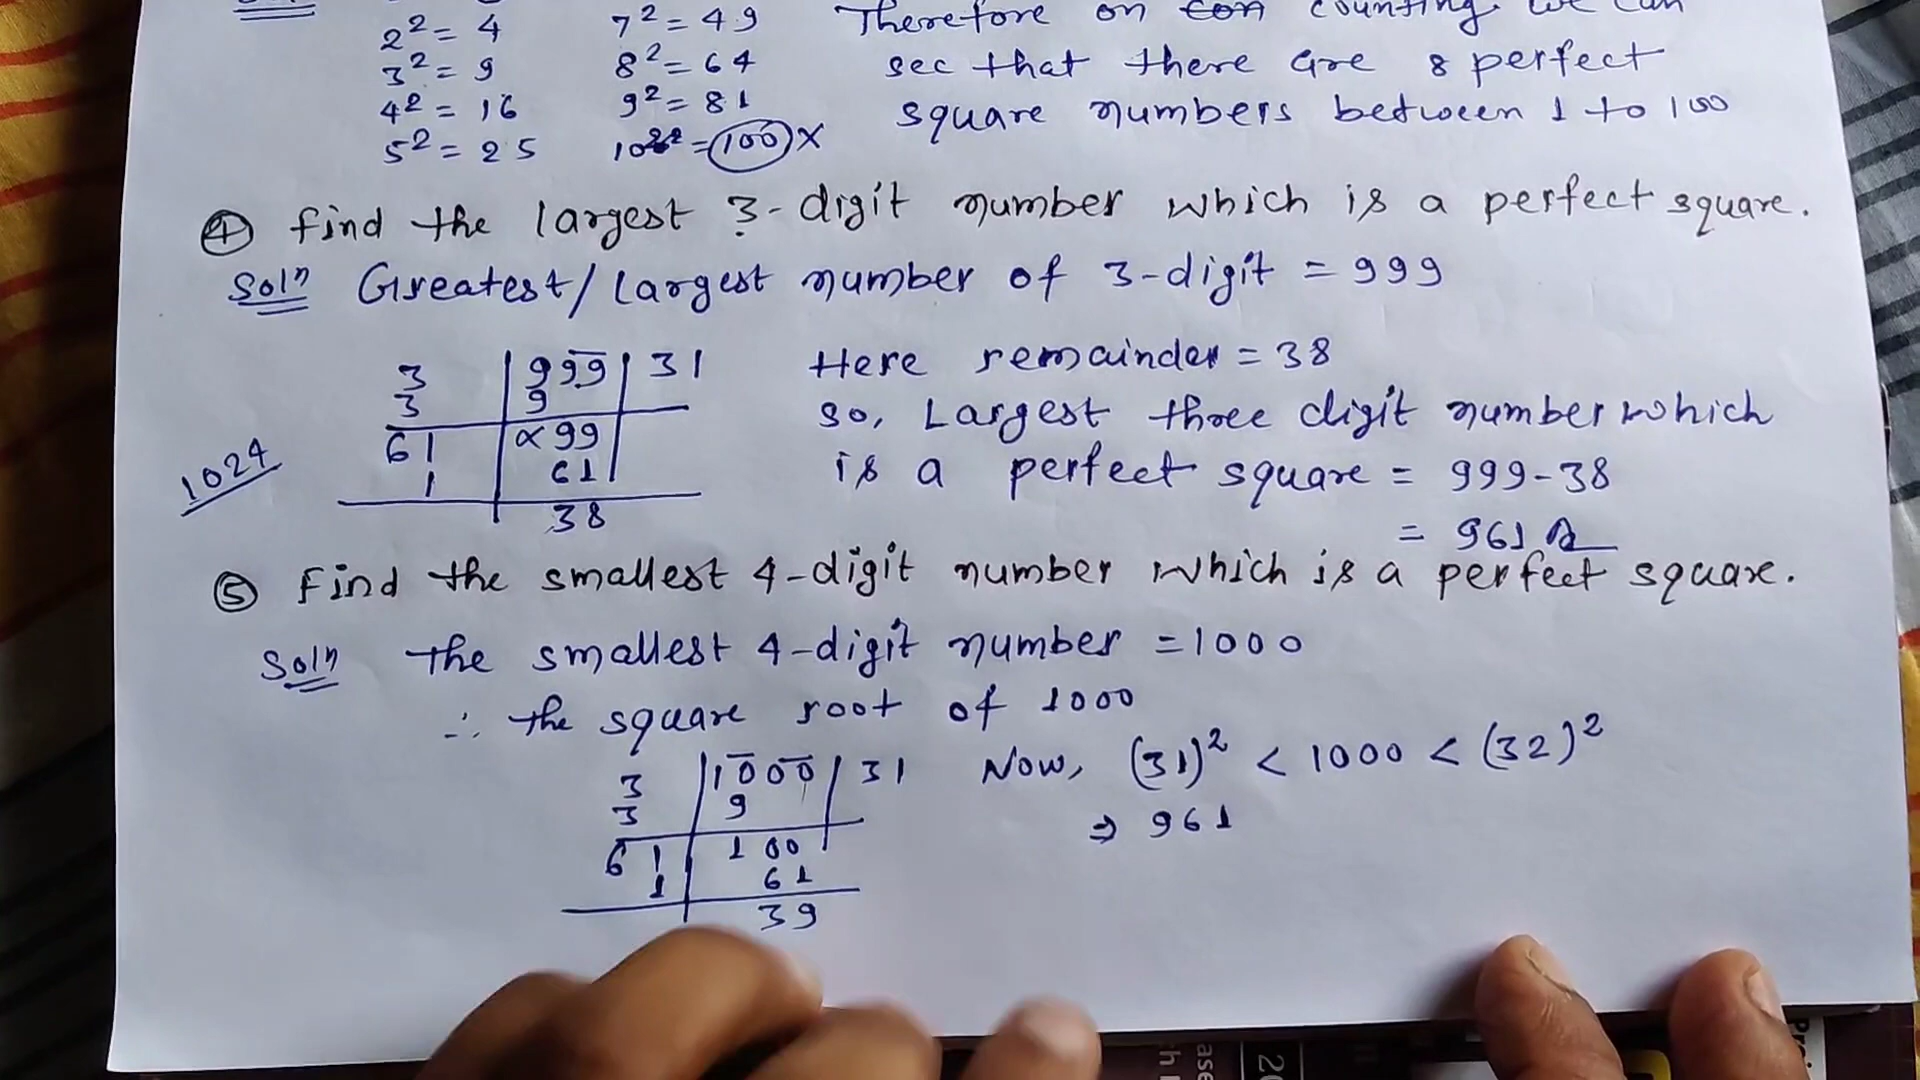 2² = 4 7² = 49 Therefore on counting we can
3² = 9 8² = 64 see that there are 8 perfect
4² = 16 9² = 81 square numbers between 1 to 100
5² = 25 10² = 100 X
④ find the largest 3-digit number which is a perfect square.
Solⁿ Greatest/Largest number of 3-digit = 999
3 | 999 | 31 Here remainder = 38
3 | 9
61 | x99 so, Largest three digit number which
1 | 61 is a perfect square = 999-38
38 = 961
1024
⑤ Find the smallest 4-digit number which is a perfect square.
Solⁿ The smallest 4-digit number = 1000
∴ the square root of 1000
3 | 1000 | 31 Now, (31)² < 1000 < (32)²
3 | 9 ⇒ 961
61 | 100
1 | 61
39